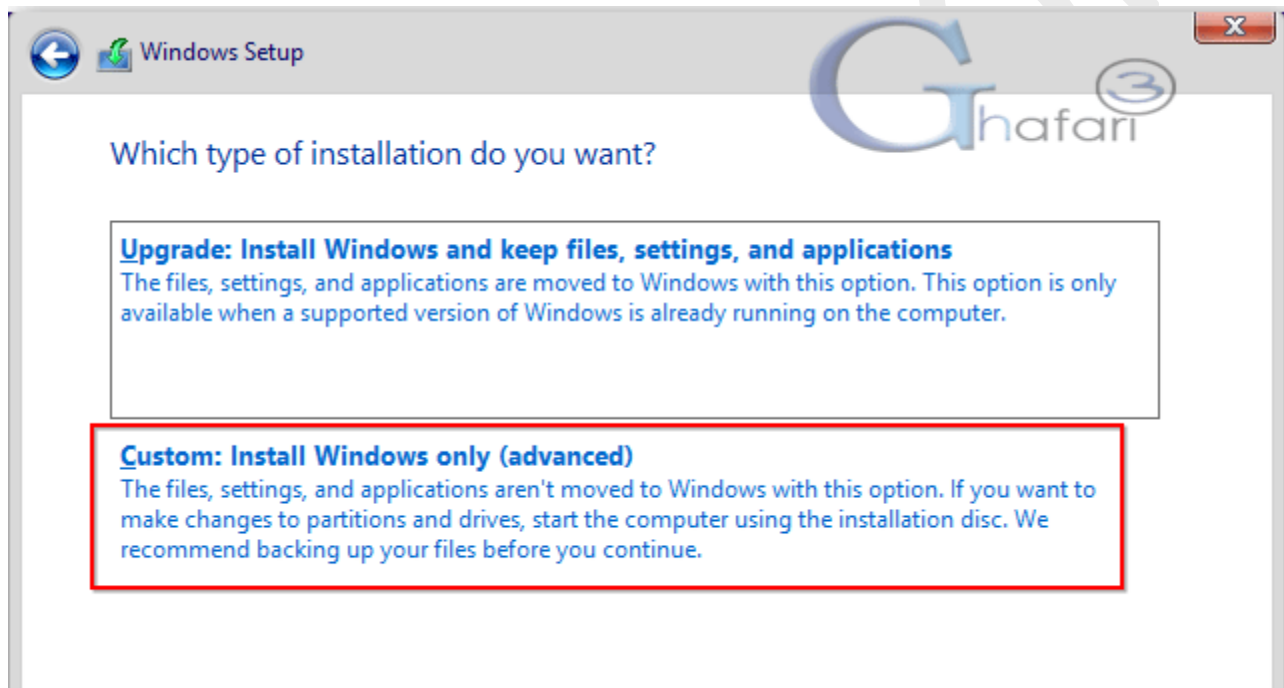 Windows Setup
Ghafari3
Which type of installation do you want?
Upgrade: Install Windows and keep files, settings, and applications
The files, settings, and applications are moved to Windows with this option. This option is only
available when a supported version of Windows is already running on the computer.
Custom: Install Windows only (advanced)
The files, settings, and applications aren't moved to Windows with this option. If you want to
make changes to partitions and drives, start the computer using the installation disc. We
recommend backing up your files before you continue.